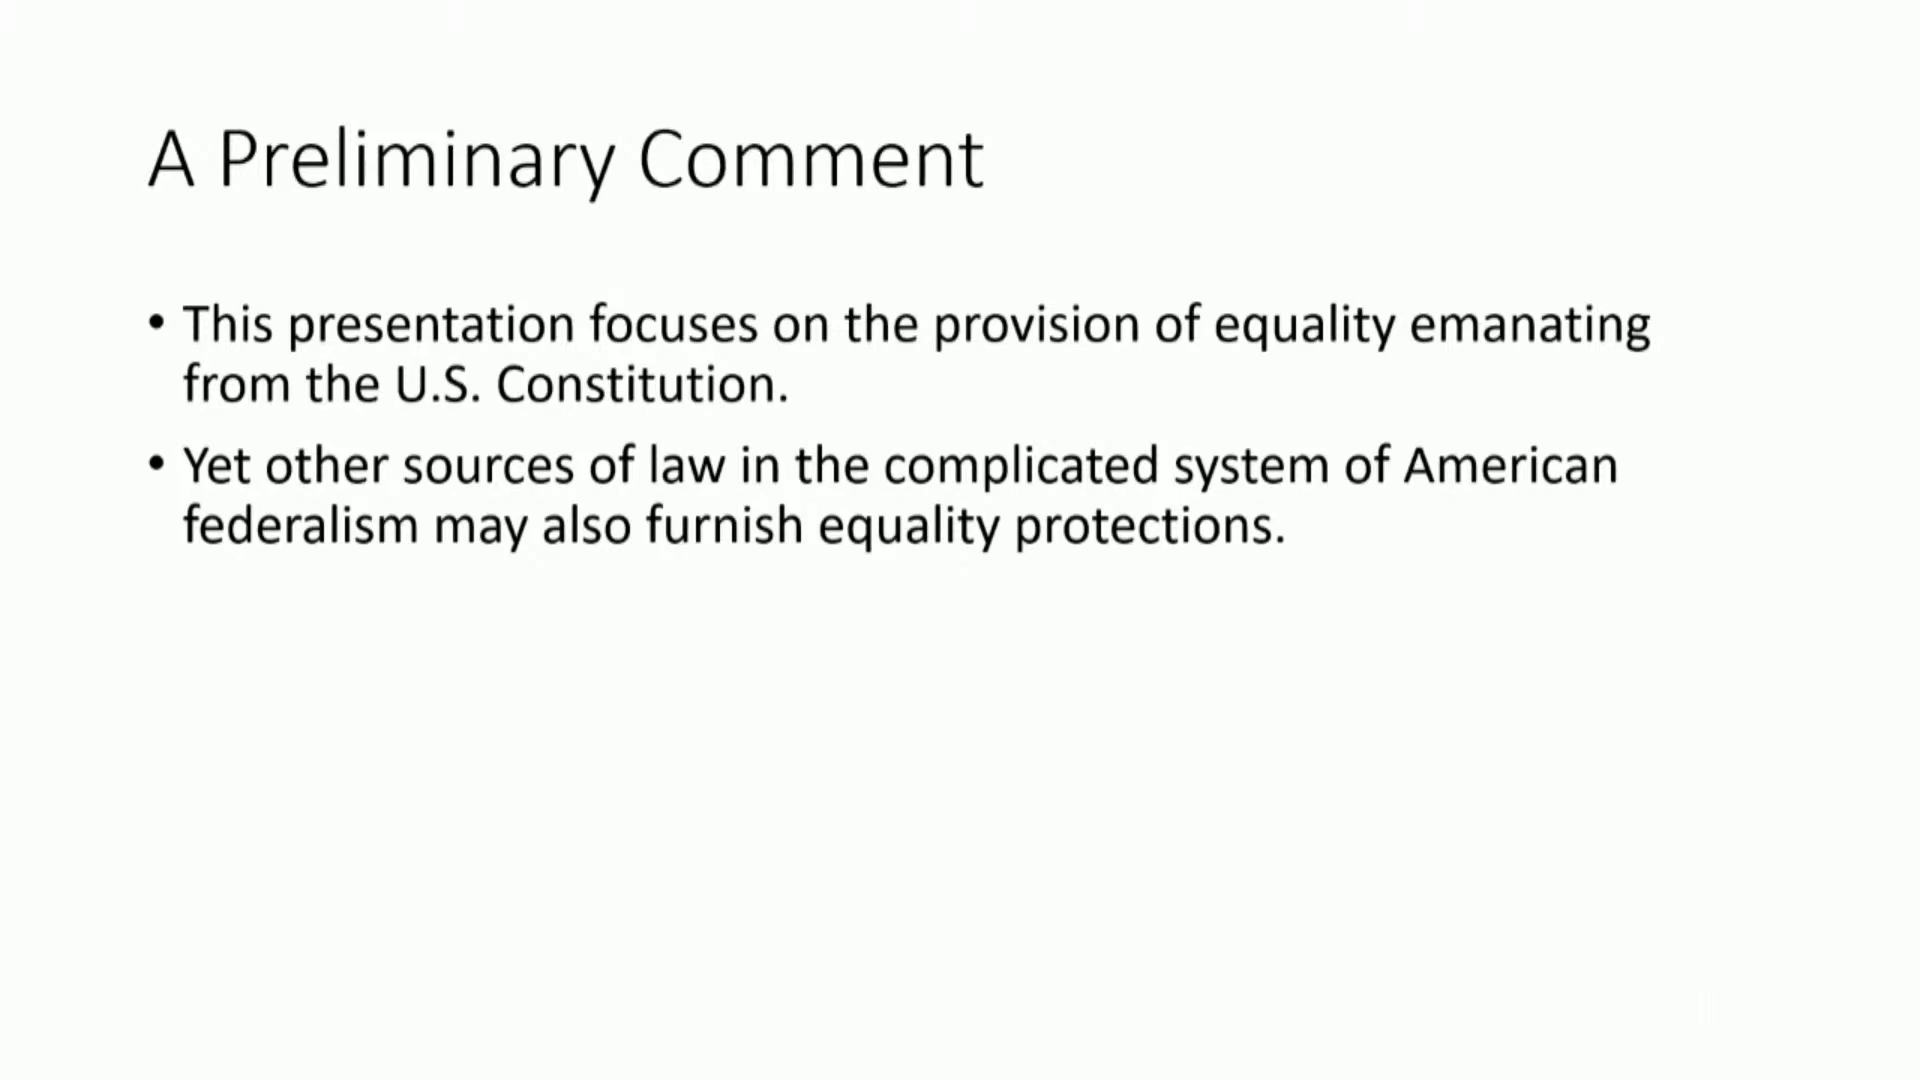 A Preliminary Comment
• This presentation focuses on the provision of equality emanating
from the U.S. Constitution.
• Yet other sources of law in the complicated system of American
federalism may also furnish equality protections.